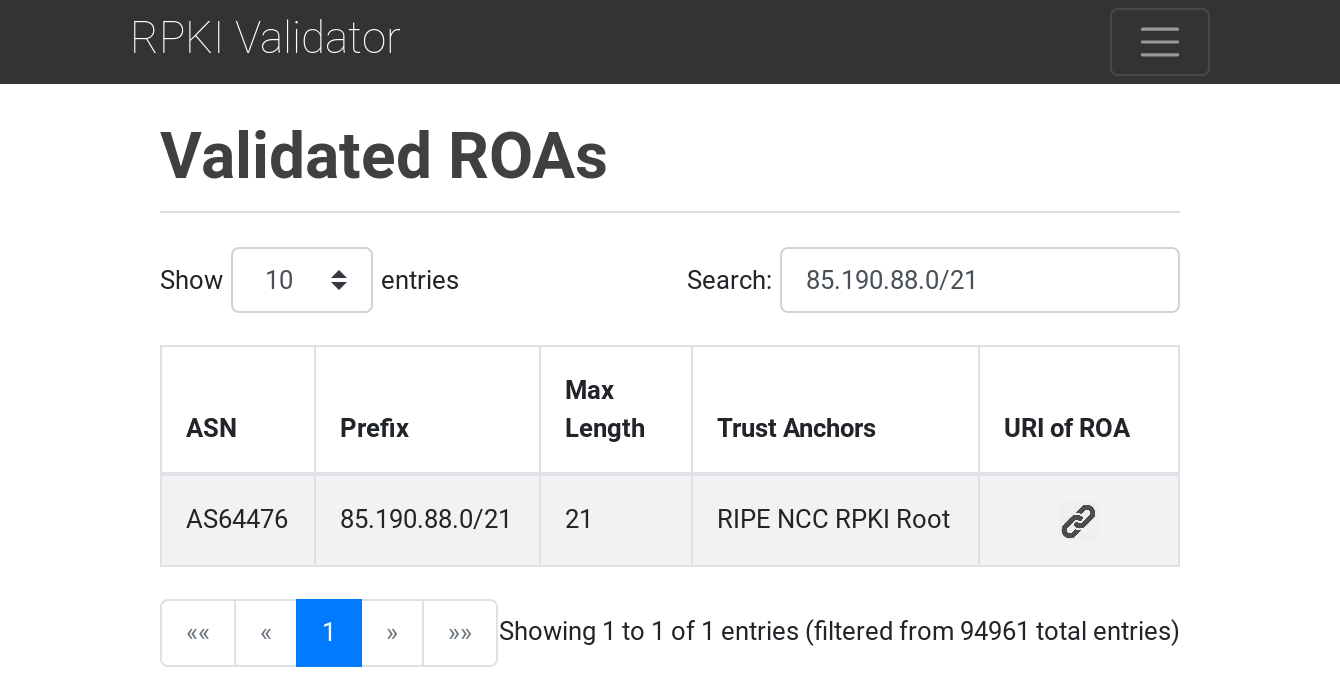 RPKI Validator
Validated ROAs
Show 10 entries Search: 85.190.88.0/21
ASN Prefix Max Length Trust Anchors URI of ROA
AS64476 85.190.88.0/21 21 RIPE NCC RPKI Root
«« « 1 » »» Showing 1 to 1 of 1 entries (filtered from 94961 total entries)